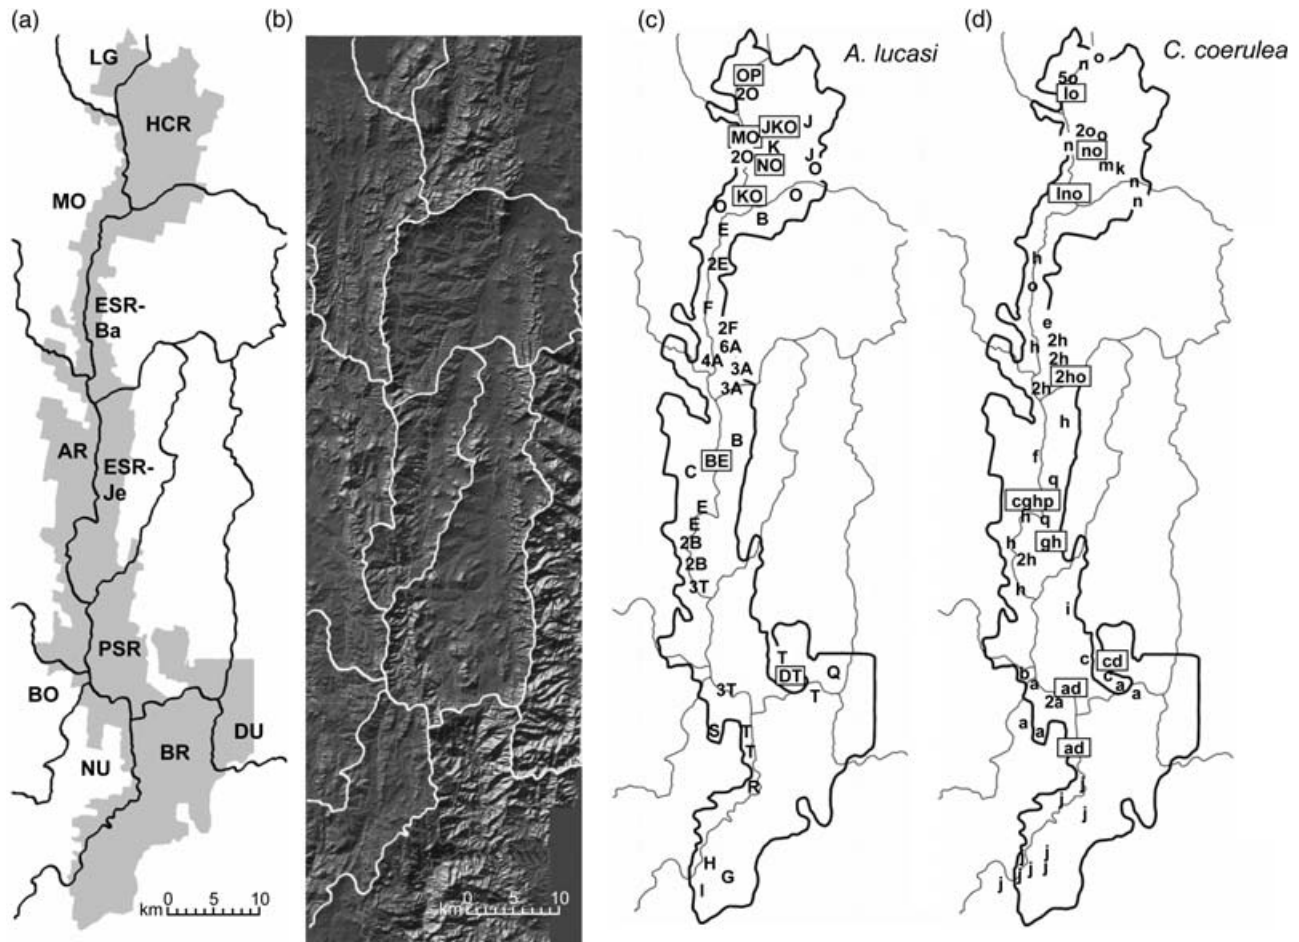 (a)
LG
HCR
MO
ESR-
Ba
AR
ESR-
Je
PSR
BO
DU
BR
NU
0 5 10
km
(b)
0 5 10
km
(c)
A. lucasi
OP
2O
JKO
J
MO
K
2O
NO
J
O
KO
O
O
B
E
2E
F
2F
6A
4A
3A
3A
B
BE
C
E
E
2B
2B
3T
T
DT
Q
3T
T
S
T
T
R
H
G
I
(d)
C. coerulea
o
n
5o
lo
2o
o
n
no
m
k
n
lno
n
h
o
e
2h
h
2h
2ho
2h
h
f
q
cghp
h
q
h
gh
2h
h
i
c
cd
b
c
a
ad
a
a
2a
a
a
ad
j
j
j
j
j
j
j
j
j
j